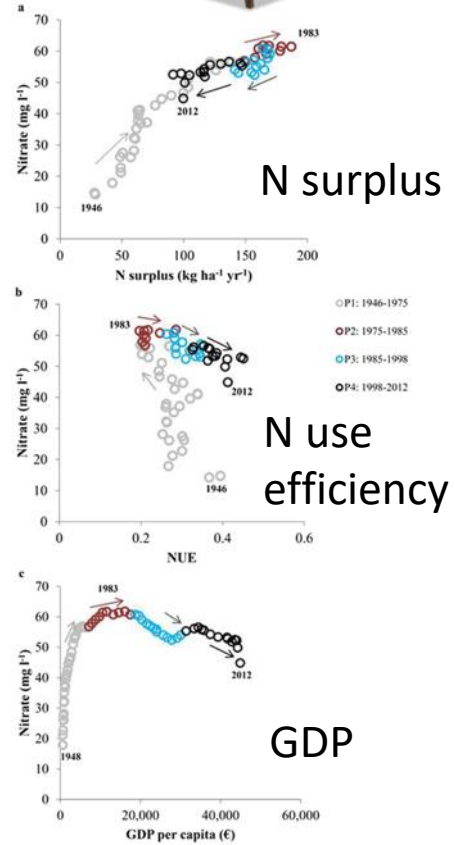 a
70
60
50
40
30
20
10
0
Nitrate (mg l⁻¹)
1983
2012
1946
0 50 100 150 200
N surplus (kg ha⁻¹ yr⁻¹)
N surplus
b
70
60
50
40
30
20
10
0
Nitrate (mg l⁻¹)
1983
2012
1946
0 0.2 0.4 0.6
NUE
P1: 1946-1975
P2: 1975-1985
P3: 1985-1998
P4: 1998-2012
N use
efficiency
c
70
60
50
40
30
20
10
0
Nitrate (mg l⁻¹)
1983
2012
1948
0 20,000 40,000 60,000
GDP per capita (€)
GDP